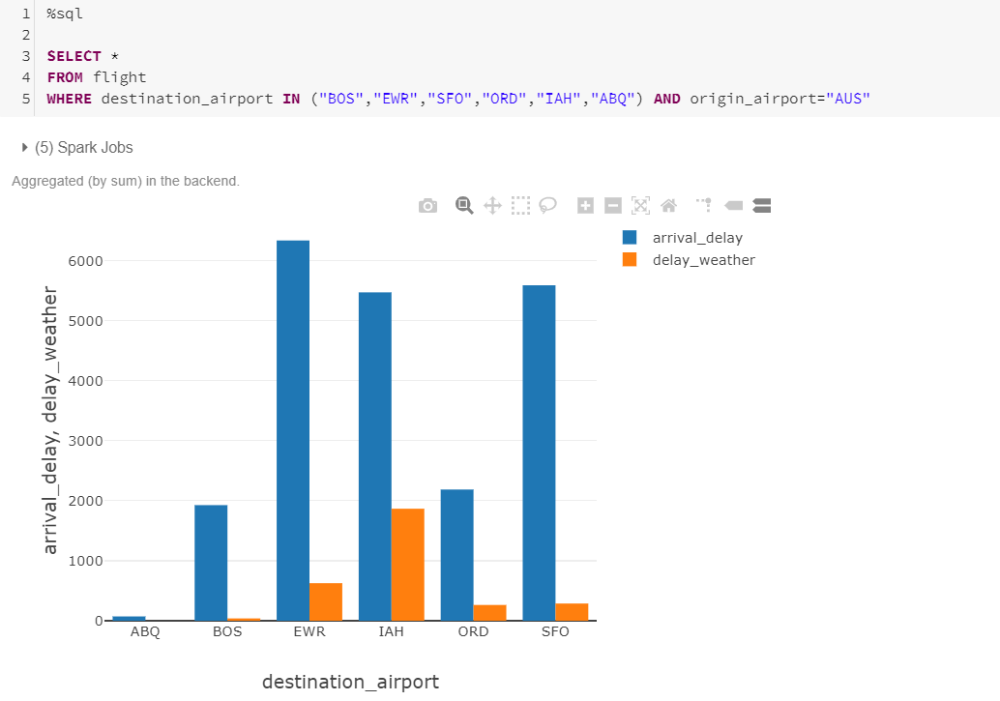 1 %sql
2
3 SELECT *
4 FROM flight
5 WHERE destination_airport IN ("BOS","EWR","SFO","ORD","IAH","ABQ") AND origin_airport="AUS"
(5) Spark Jobs
Aggregated (by sum) in the backend.
arrival_delay
delay_weather
arrival_delay, delay_weather
6000
5000
4000
3000
2000
1000
0
ABQ BOS EWR IAH ORD SFO
destination_airport